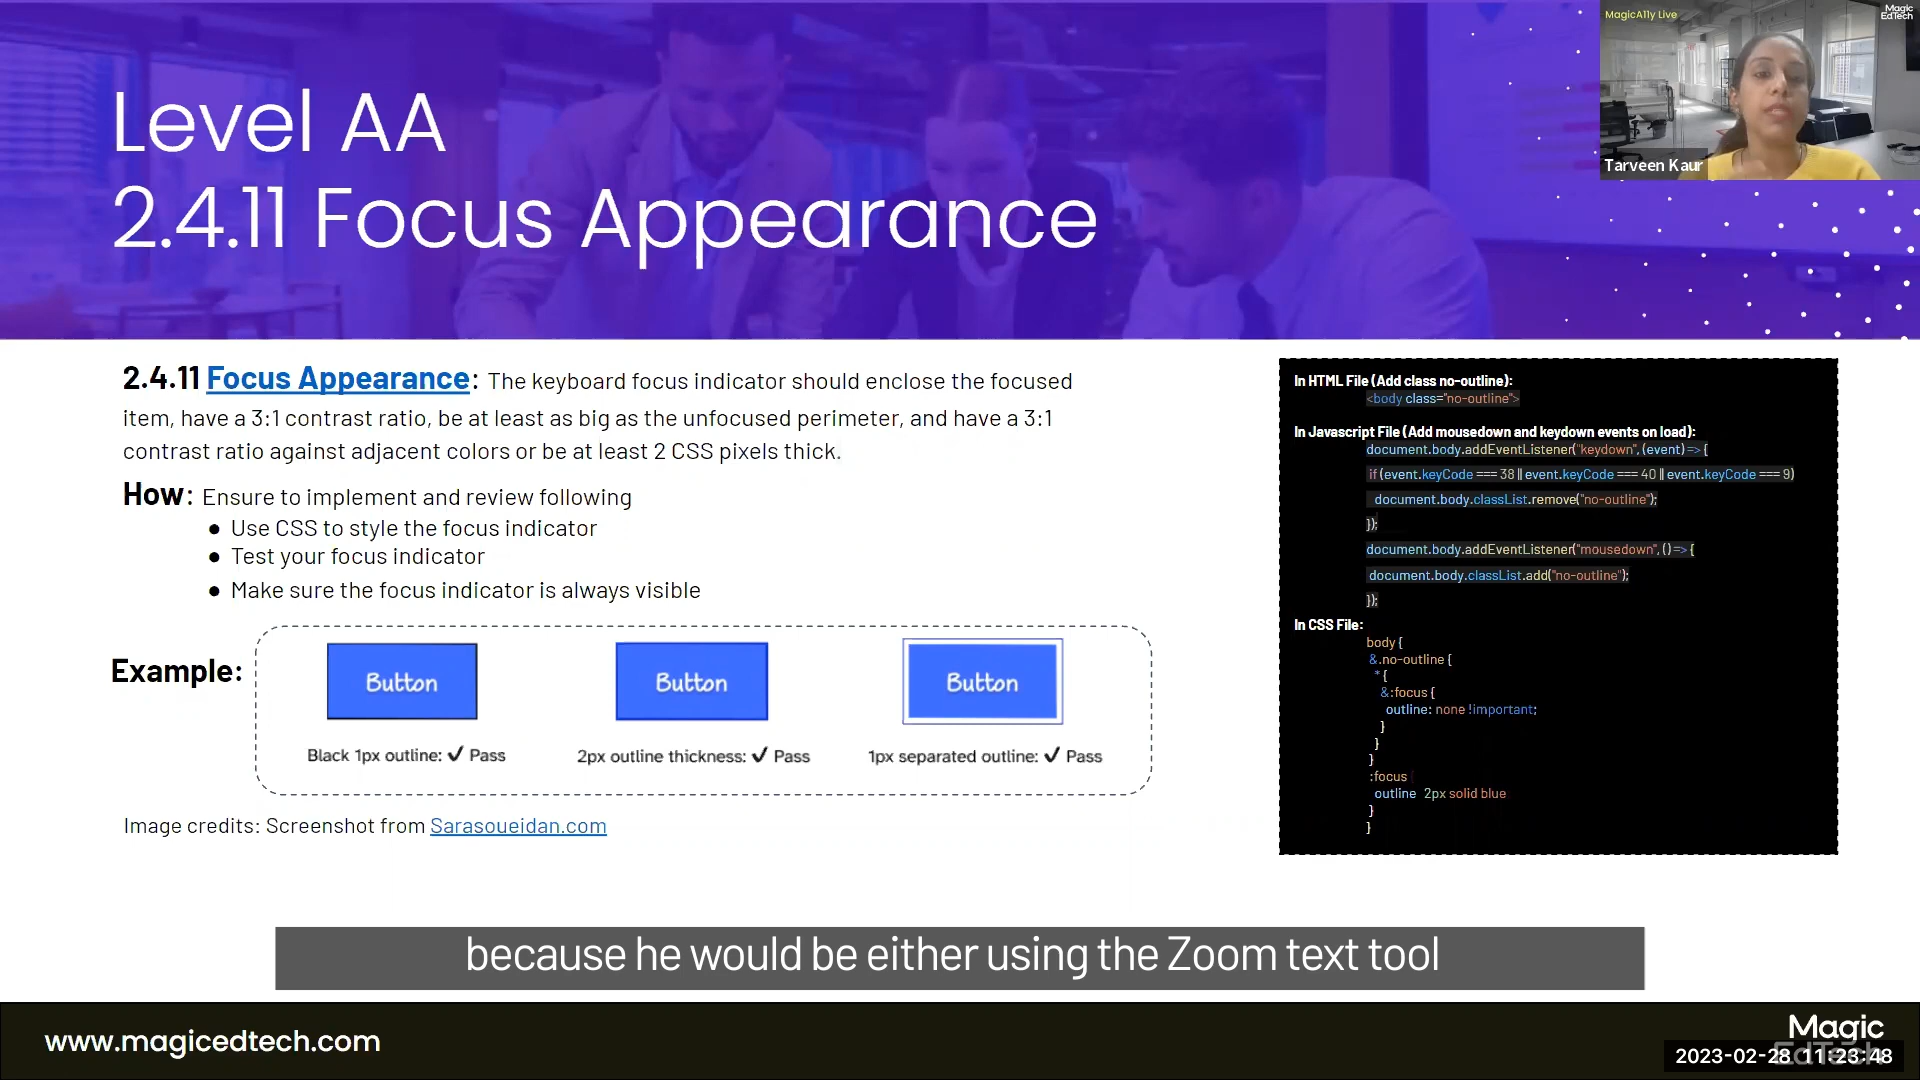 Level AA
2.4.11 Focus Appearance
MagicA11y Live
Magic
EdTech
Tarveen Kaur
2.4.11 Focus Appearance: The keyboard focus indicator should enclose the focused
item, have a 3:1 contrast ratio, be at least as big as the unfocused perimeter, and have a 3:1
contrast ratio against adjacent colors or be at least 2 CSS pixels thick.
How: Ensure to implement and review following
● Use CSS to style the focus indicator
● Test your focus indicator
● Make sure the focus indicator is always visible
Example:
Button
Button
Button
Black 1px outline: ✓ Pass
2px outline thickness: ✓ Pass
1px separated outline: ✓ Pass
Image credits: Screenshot from Sarasoueidan.com
In HTML File (Add class no-outline):
<body class="no-outline">
In Javascript File (Add mousedown and keydown events on load):
document.body.addEventListener("keydown", (event) => {
if (event.keyCode === 38 || event.keyCode === 40 || event.keyCode === 9)
document.body.classList.remove("no-outline");
});
document.body.addEventListener("mousedown", () => {
document.body.classList.add("no-outline");
});
In CSS File:
body {
&.no-outline {
* {
&:focus {
outline: none !important;
}
}
}
:focus
outline 2px solid blue
}
}
because he would be either using the Zoom text tool
www.magicedtech.com
Magic
EdTech
2023-02-28 11:23:48